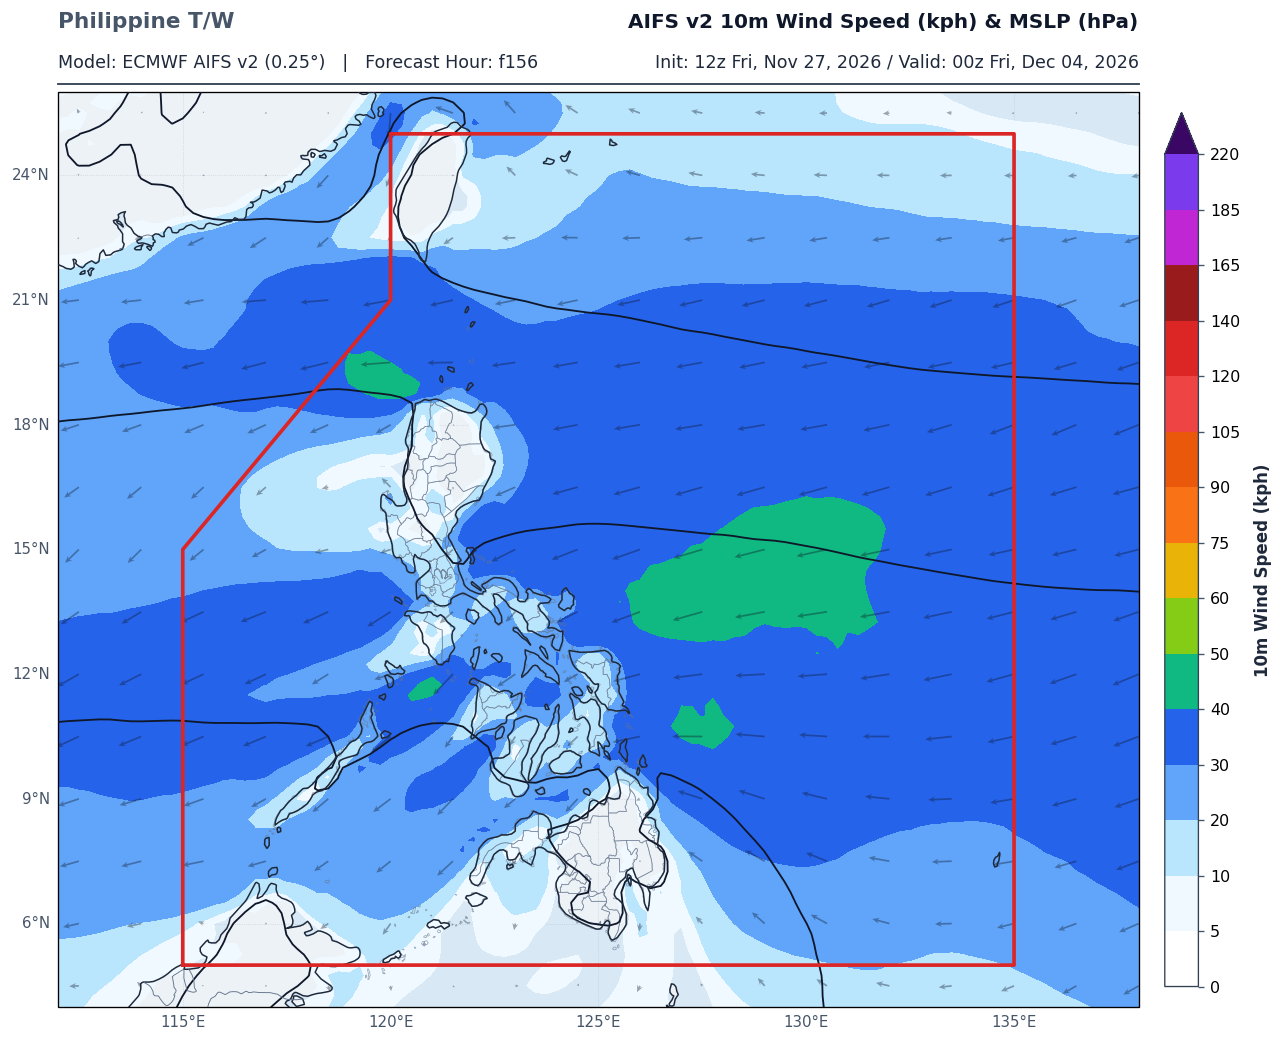 Philippine T/W
AIFS v2 10m Wind Speed (kph) & MSLP (hPa)
Model: ECMWF AIFS v2 (0.25°)   |   Forecast Hour: f156
Init: 12z Fri, Nov 27, 2026 / Valid: 00z Fri, Dec 04, 2026
24°N
21°N
18°N
15°N
12°N
9°N
6°N
115°E
120°E
125°E
130°E
135°E
220
185
165
140
120
105
90
75
60
50
40
30
20
10
5
0
10m Wind Speed (kph)